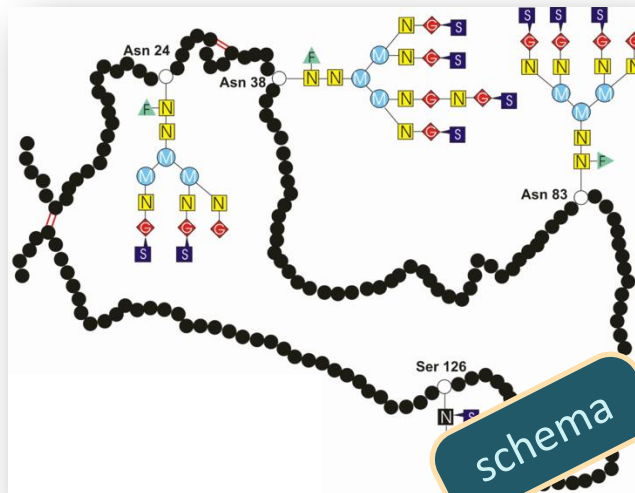 Asn 24
Asn 38
Asn 83
Ser 126
F N
N
M
M M
N N N
G G G
S S
F
N N M
M N G S
N G S
M N G N G S
N G S
S S S
G G G G
N N N N
M M
M
N
N F
N S
schema